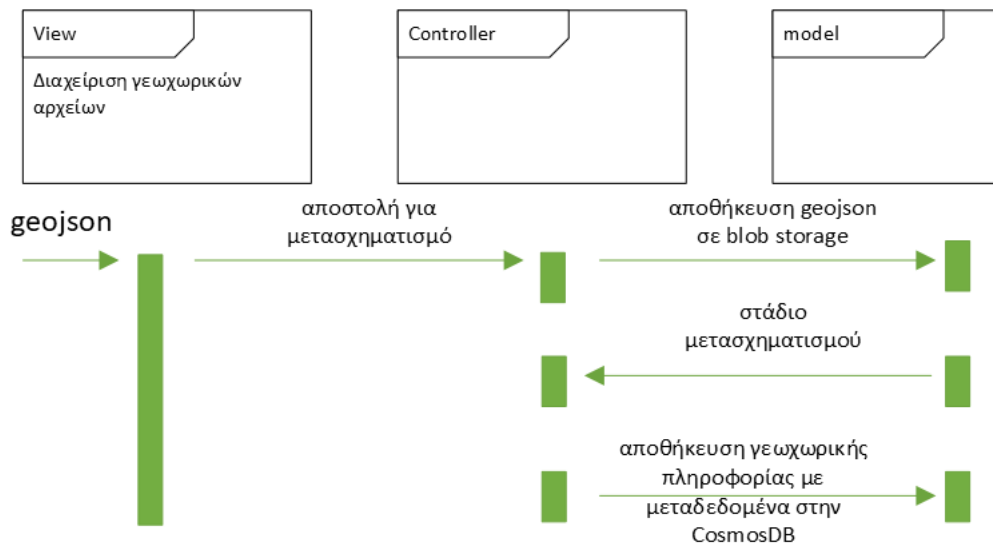 View
Διαχείριση γεωχωρικών
αρχείων
Controller
model
geojson
αποστολή για
μετασχηματισμό
αποθήκευση geojson
σε blob storage
στάδιο
μετασχηματισμού
αποθήκευση γεωχωρικής
πληροφορίας με
μεταδεδομένα στην
CosmosDB